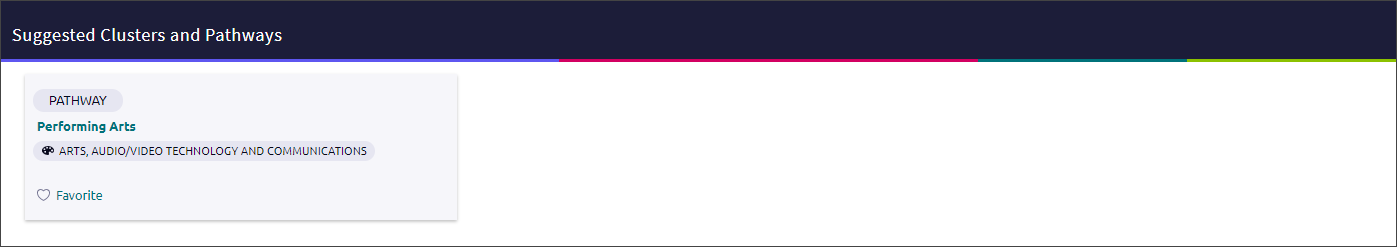 Suggested Clusters and Pathways
PATHWAY
Performing Arts
ARTS, AUDIO/VIDEO TECHNOLOGY AND COMMUNICATIONS
Favorite